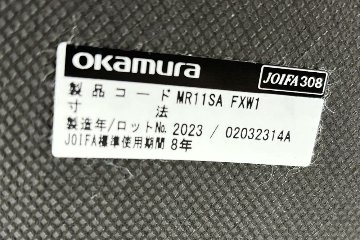 okamura
JOIFA308
製品コード MR11SA FXW1
寸法
製造年/ロットNo. 2023 / 02032314A
JOIFA標準使用期間 8年